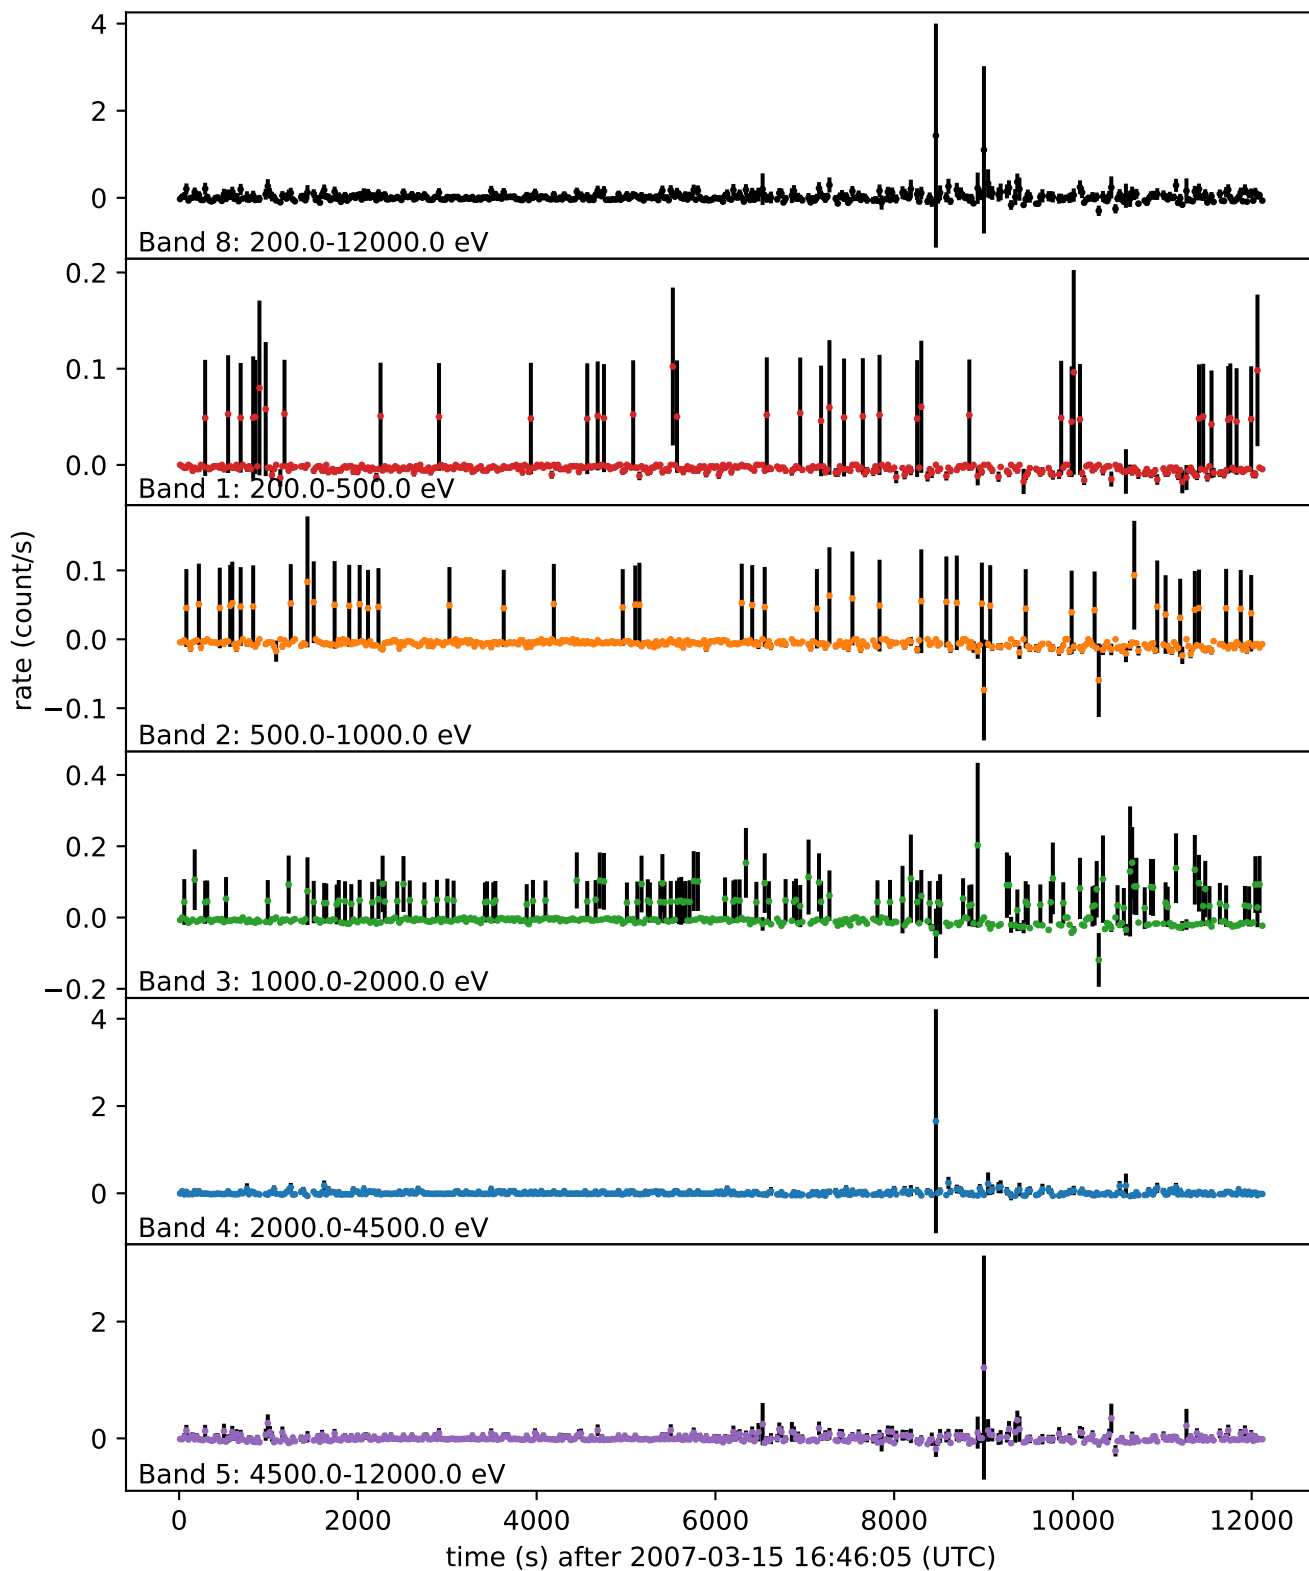 4
2
0
Band 8: 200.0-12000.0 eV
0.2
0.1
0.0
Band 1: 200.0-500.0 eV
0.1
0.0
−0.1
Band 2: 500.0-1000.0 eV
rate (count/s)
0.4
0.2
0.0
−0.2
Band 3: 1000.0-2000.0 eV
4
2
0
Band 4: 2000.0-4500.0 eV
2
0
Band 5: 4500.0-12000.0 eV
0 2000 4000 6000 8000 10000 12000
time (s) after 2007-03-15 16:46:05 (UTC)